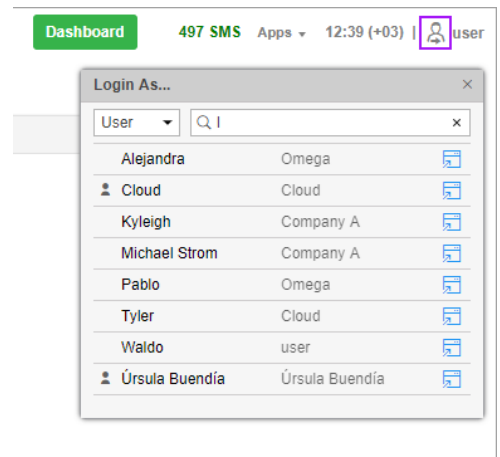 Dashboard 497 SMS Apps 12:39 (+03) | user
Login As...
User l
Alejandra Omega
Cloud Cloud
Kyleigh Company A
Michael Strom Company A
Pablo Omega
Tyler Cloud
Waldo user
Úrsula Buendía Úrsula Buendía